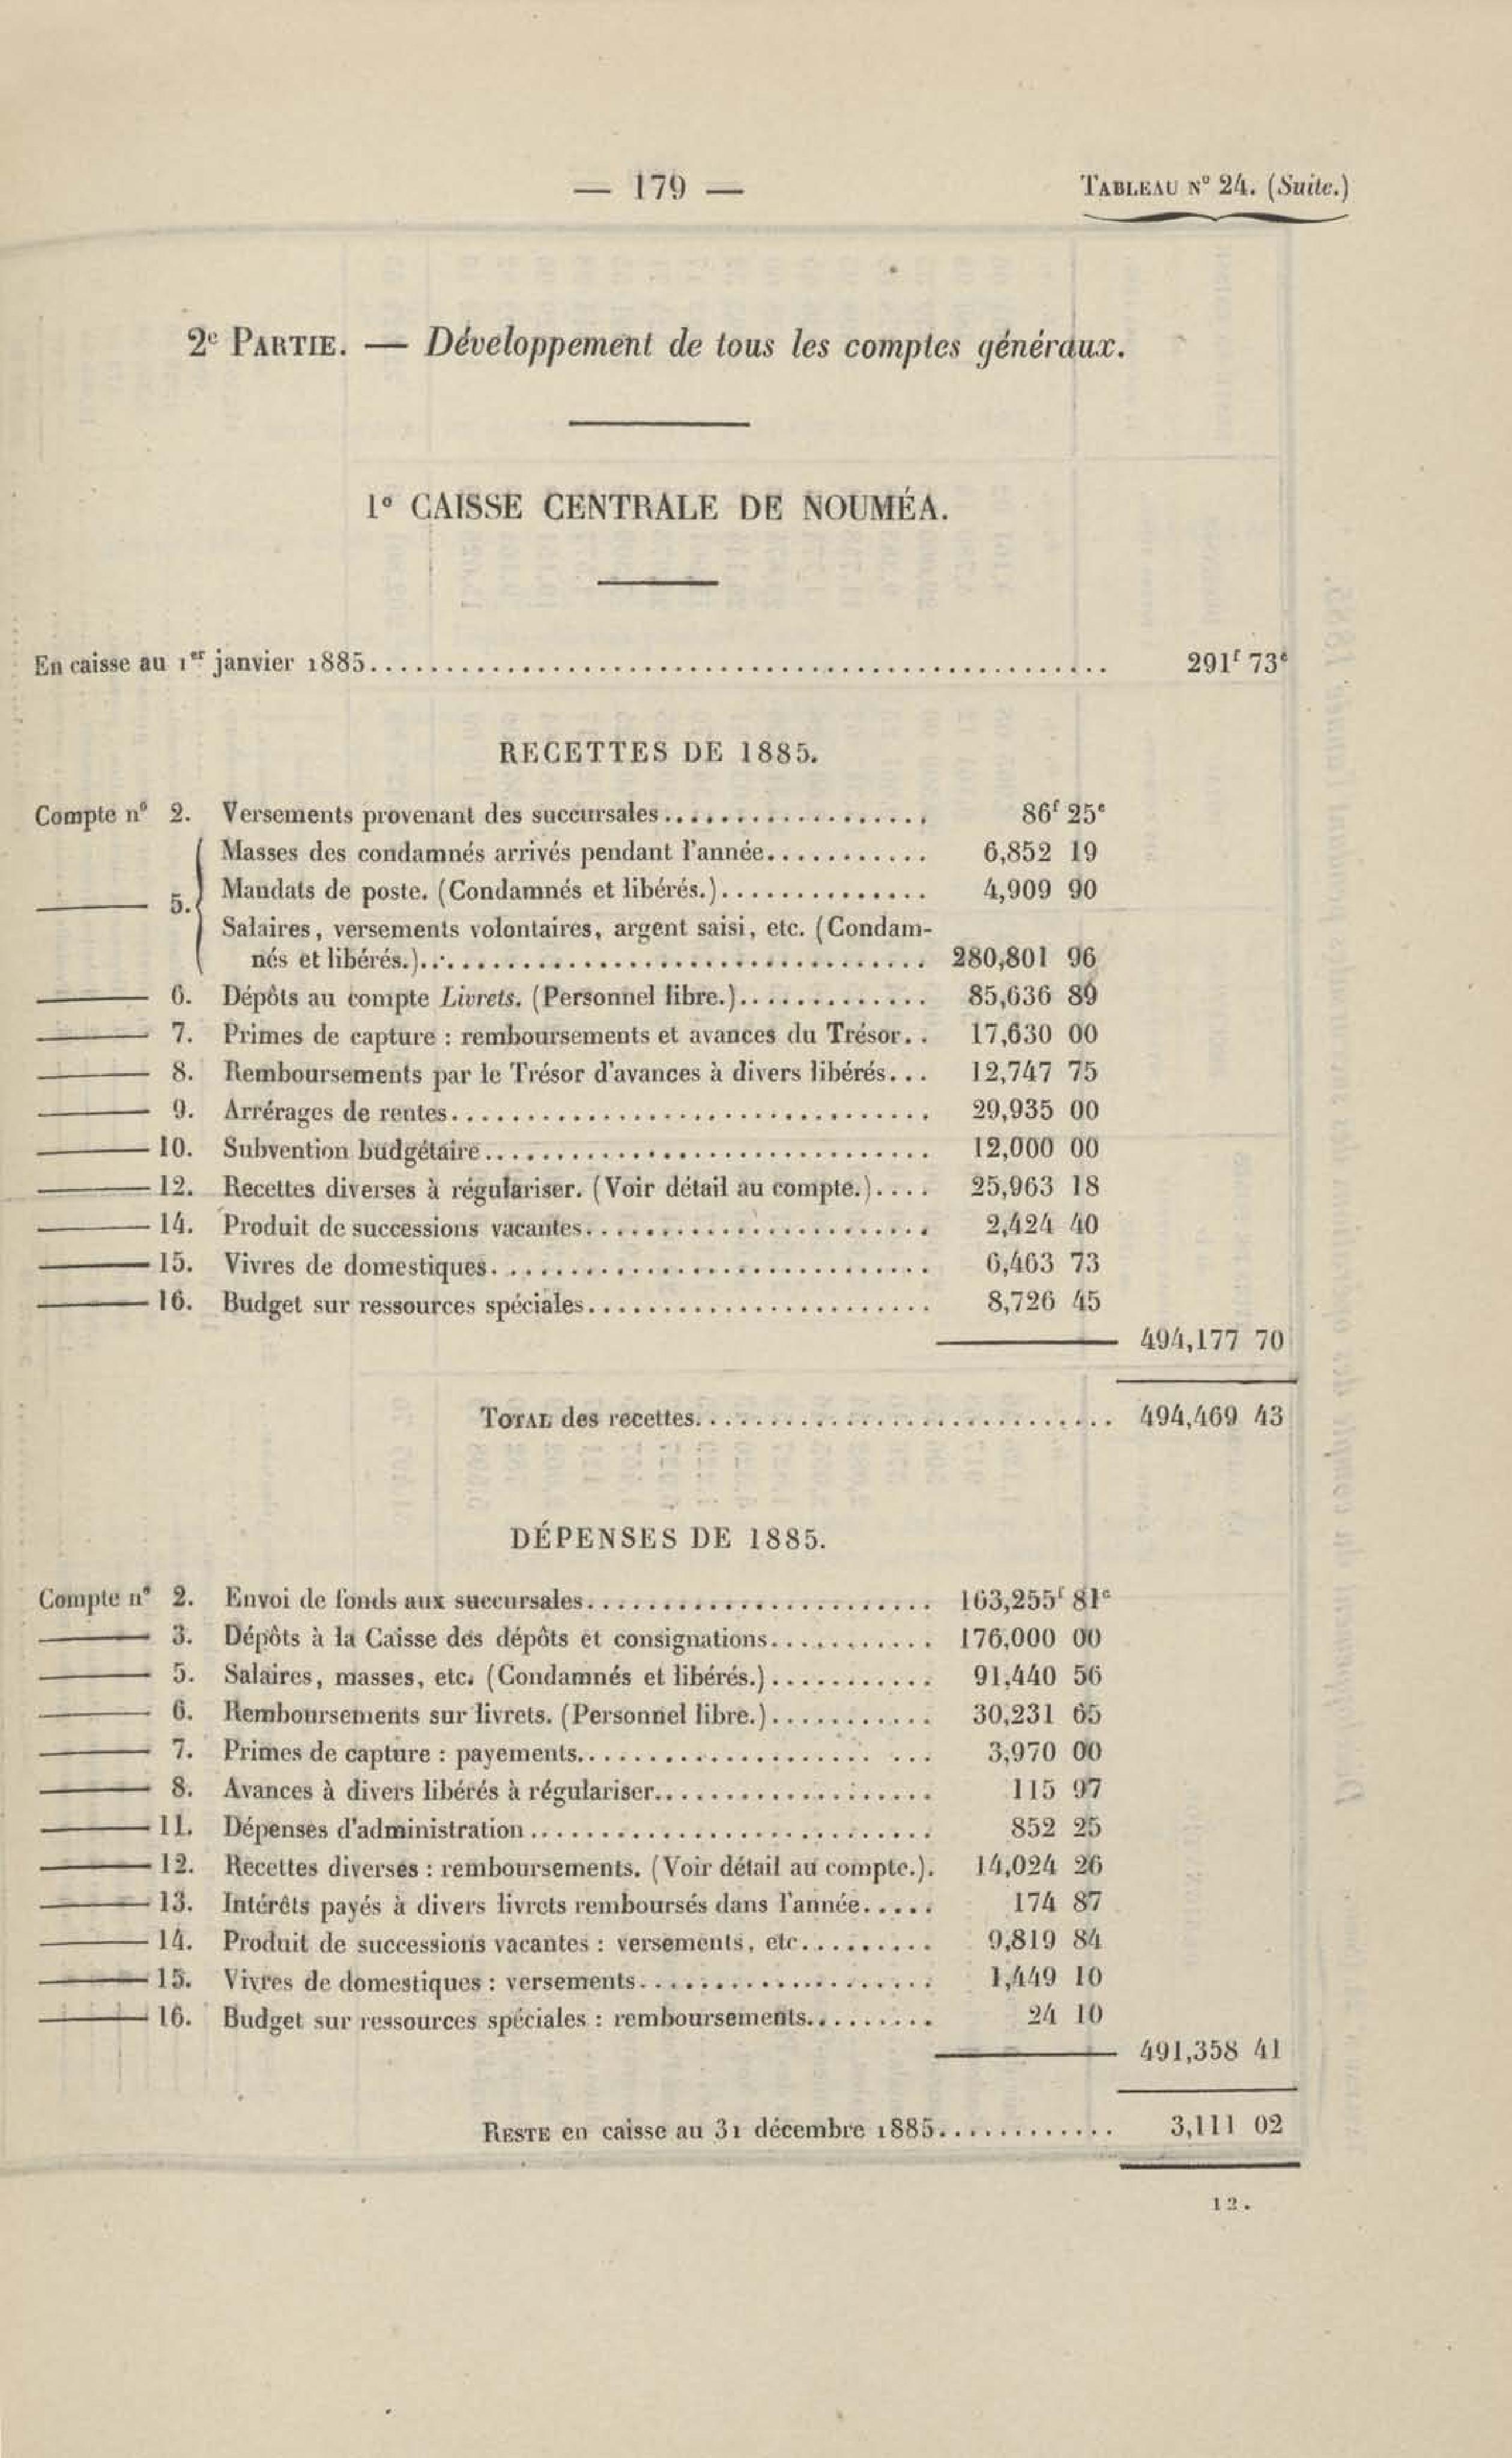 — 179 —
TABLEAU N° 24. (Suite.)
2e PARTIE. — Développement de tous les comptes généraux.
1° CAISSE CENTRALE DE NOUMÉA.
En caisse au 1er janvier 1885.................... 291f 73c
RECETTES DE 1885.
Compte n° 2. Versements provenant des succursales.................... 86f 25c
Masses des condamnés arrivés pendant l'année........... 6,852 19
——— 5. Mandats de poste. (Condamnés et libérés.).............. 4,909 90
Salaires, versements volontaires, argent saisi, etc. (Condam-
nés et libérés.).................... 280,801 96
——— 6. Dépôts au compte Livrets. (Personnel libre.)............. 85,636 89
——— 7. Primes de capture : remboursements et avances du Trésor.. 17,630 00
——— 8. Remboursements par le Trésor d'avances à divers libérés... 12,747 75
——— 9. Arrérages de rentes.................... 29,935 00
——— 10. Subvention budgétaire.................... 12,000 00
——— 12. Recettes diverses à régulariser. (Voir détail au compte.).... 25,963 18
——— 14. Produit de successions vacantes.................... 2,424 40
——— 15. Vivres de domestiques.................... 6,463 73
——— 16. Budget sur ressources spéciales.................... 8,726 45
494,177 70
TOTAL des recettes.................... 494,469 43
DÉPENSES DE 1885.
Compte n° 2. Envoi de fonds aux succursales.................... 163,255f 81c
——— 3. Dépôts à la Caisse des dépôts et consignations........... 176,000 00
——— 5. Salaires, masses, etc. (Condamnés et libérés.)........... 91,440 56
——— 6. Remboursements sur livrets. (Personnel libre.)........... 30,231 65
——— 7. Primes de capture : payements.................... 3,970 00
——— 8. Avances à divers libérés à régulariser.................... 115 97
——— 11. Dépenses d'administration.................... 852 25
——— 12. Recettes diverses : remboursements. (Voir détail au compte.). 14,024 26
——— 13. Intérêts payés à divers livrets remboursés dans l'année..... 174 87
——— 14. Produit de successions vacantes : versements, etc......... 9,819 84
——— 15. Vivres de domestiques : versements.................... 1,449 10
——— 16. Budget sur ressources spéciales : remboursements......... 24 10
491,358 41
RESTE en caisse au 31 décembre 1885............ 3,111 02
12.